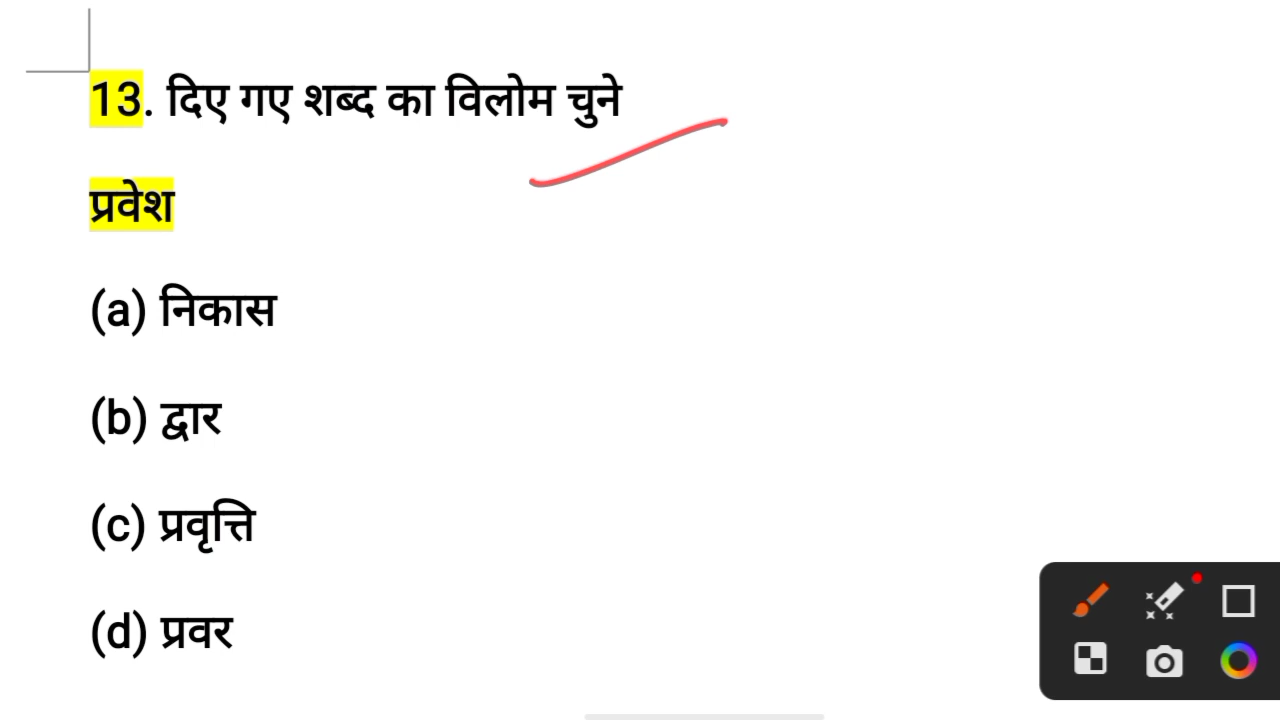 13. दिए गए शब्द का विलोम चुने
प्रवेश
(a) निकास
(b) द्वार
(c) प्रवृत्ति
(d) प्रवर